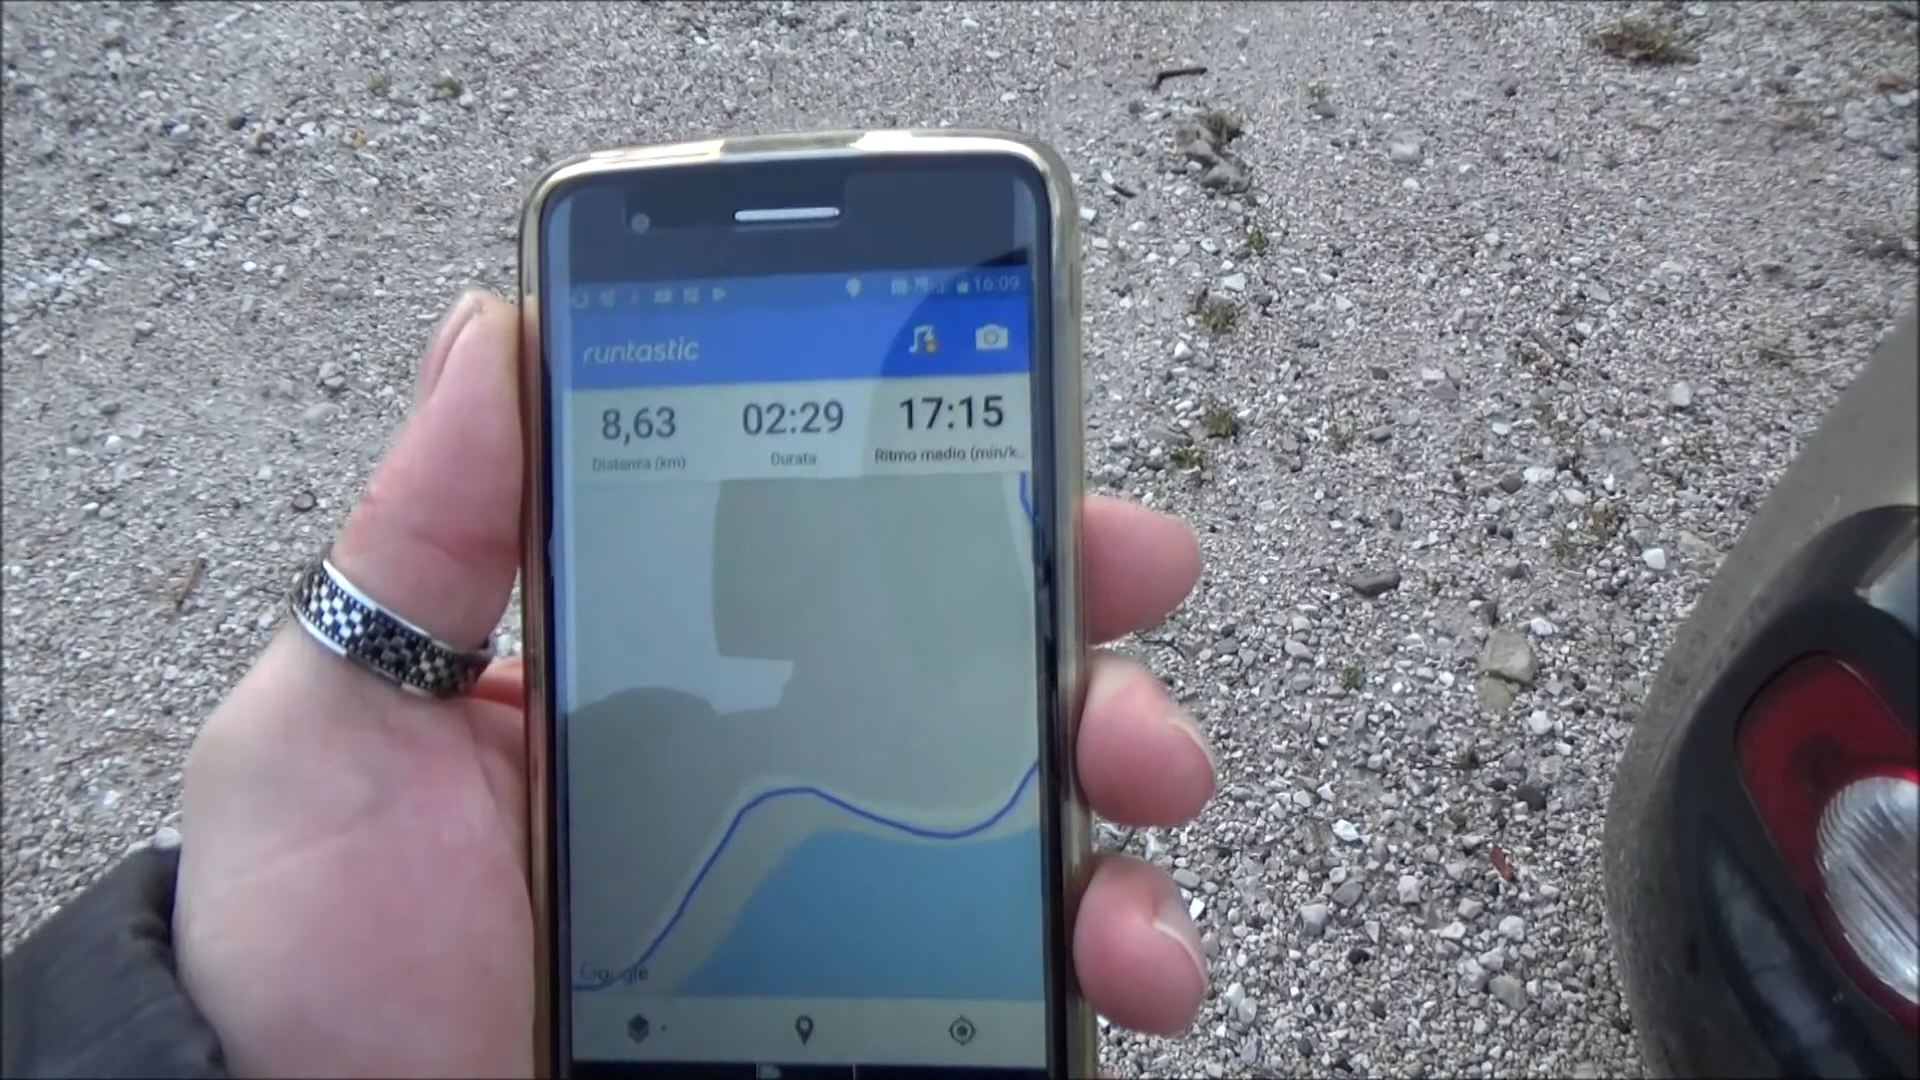 16:09
runtastic
8,63 02:29 17:15
Distanza (km) Durata Ritmo medio (min/k...
Google